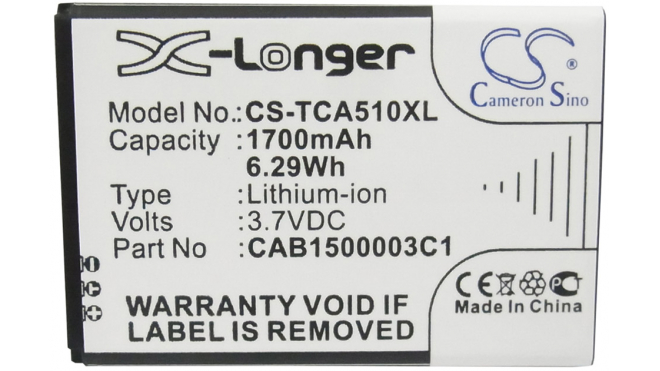 X-Longer
CS
Cameron Sino
Model No.: CS-TCA510XL
Capacity :1700mAh
6.29Wh
Type :Lithium-ion
Volts :3.7VDC
Part No :CAB1500003C1
CE
Made in China
WARANTY VOID IF
LABEL IS REMOVED